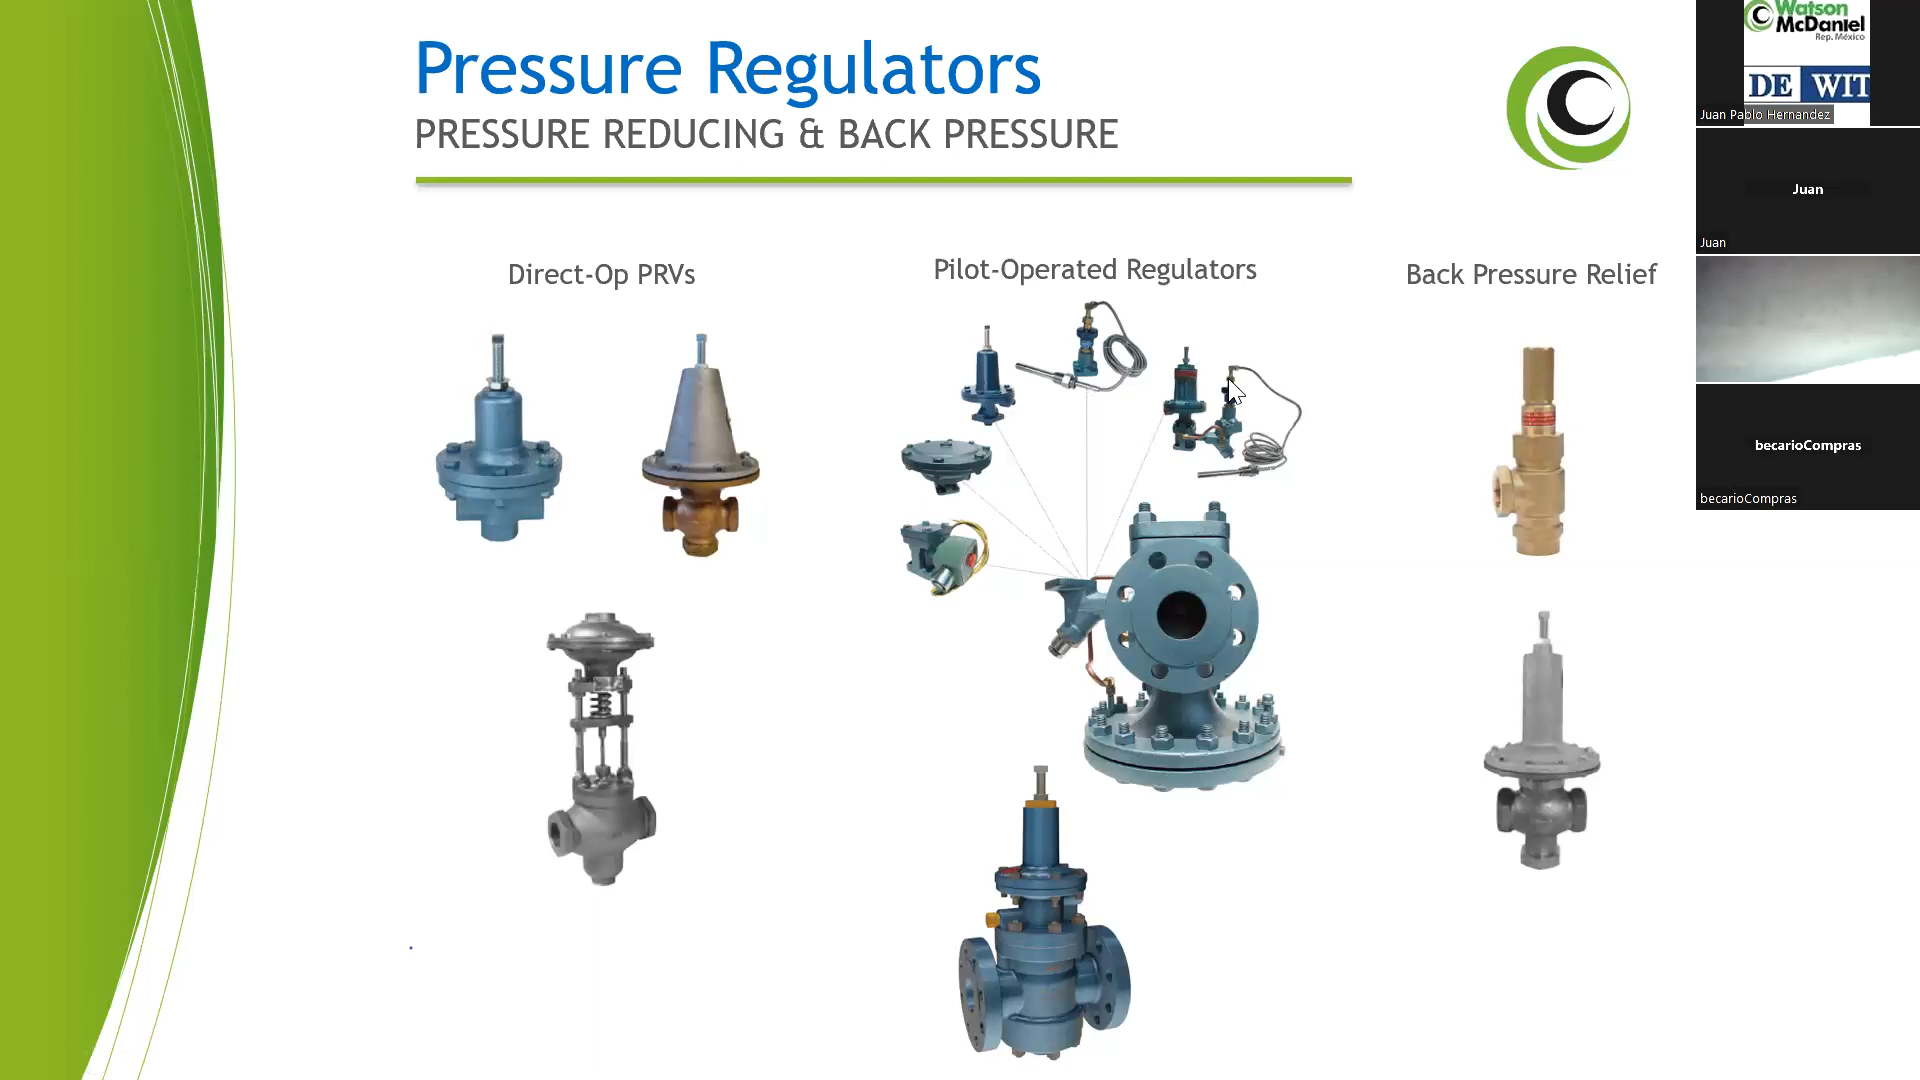 Pressure Regulators
PRESSURE REDUCING & BACK PRESSURE
Direct-Op PRVs
Pilot-Operated Regulators
Back Pressure Relief
Watson
McDaniel
Rep. México
DE WIT
Juan Pablo Hernandez
Juan
Juan
becarioCompras
becarioCompras